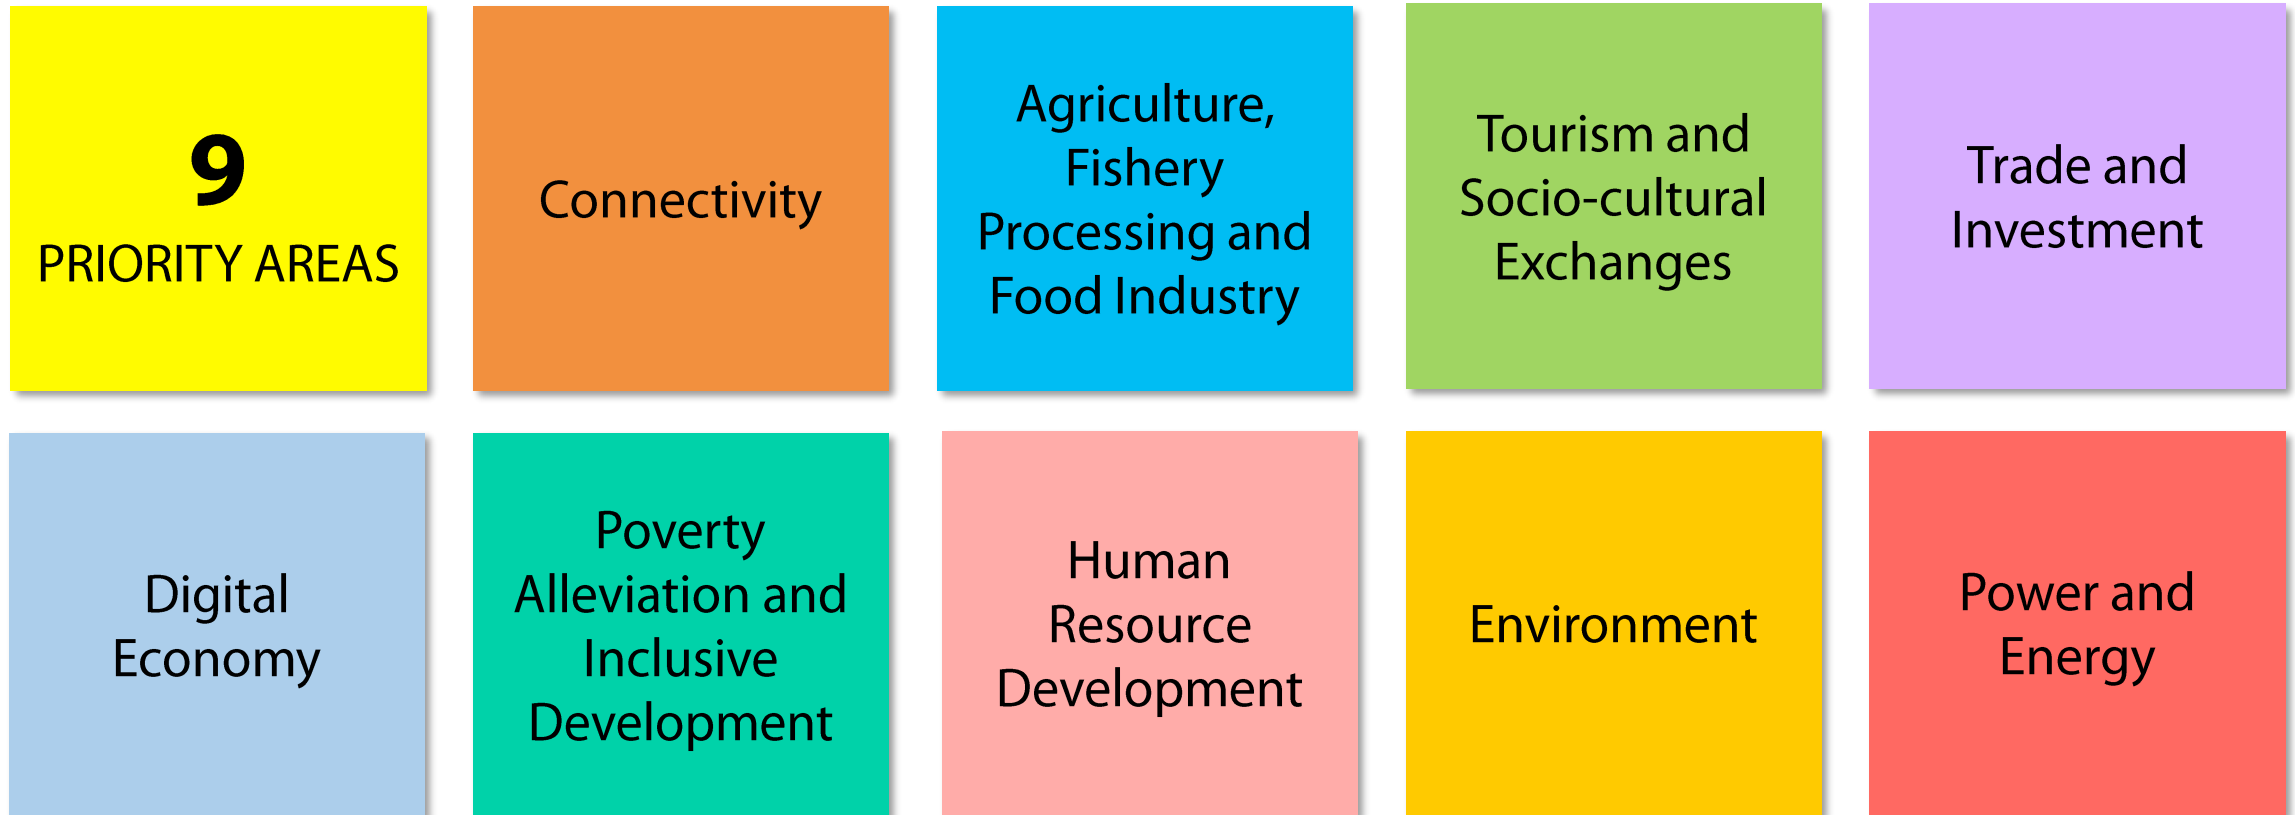 9
PRIORITY AREAS
Connectivity
Agriculture,
Fishery
Processing and
Food Industry
Tourism and
Socio-cultural
Exchanges
Trade and
Investment
Digital
Economy
Poverty
Alleviation and
Inclusive
Development
Human
Resource
Development
Environment
Power and
Energy